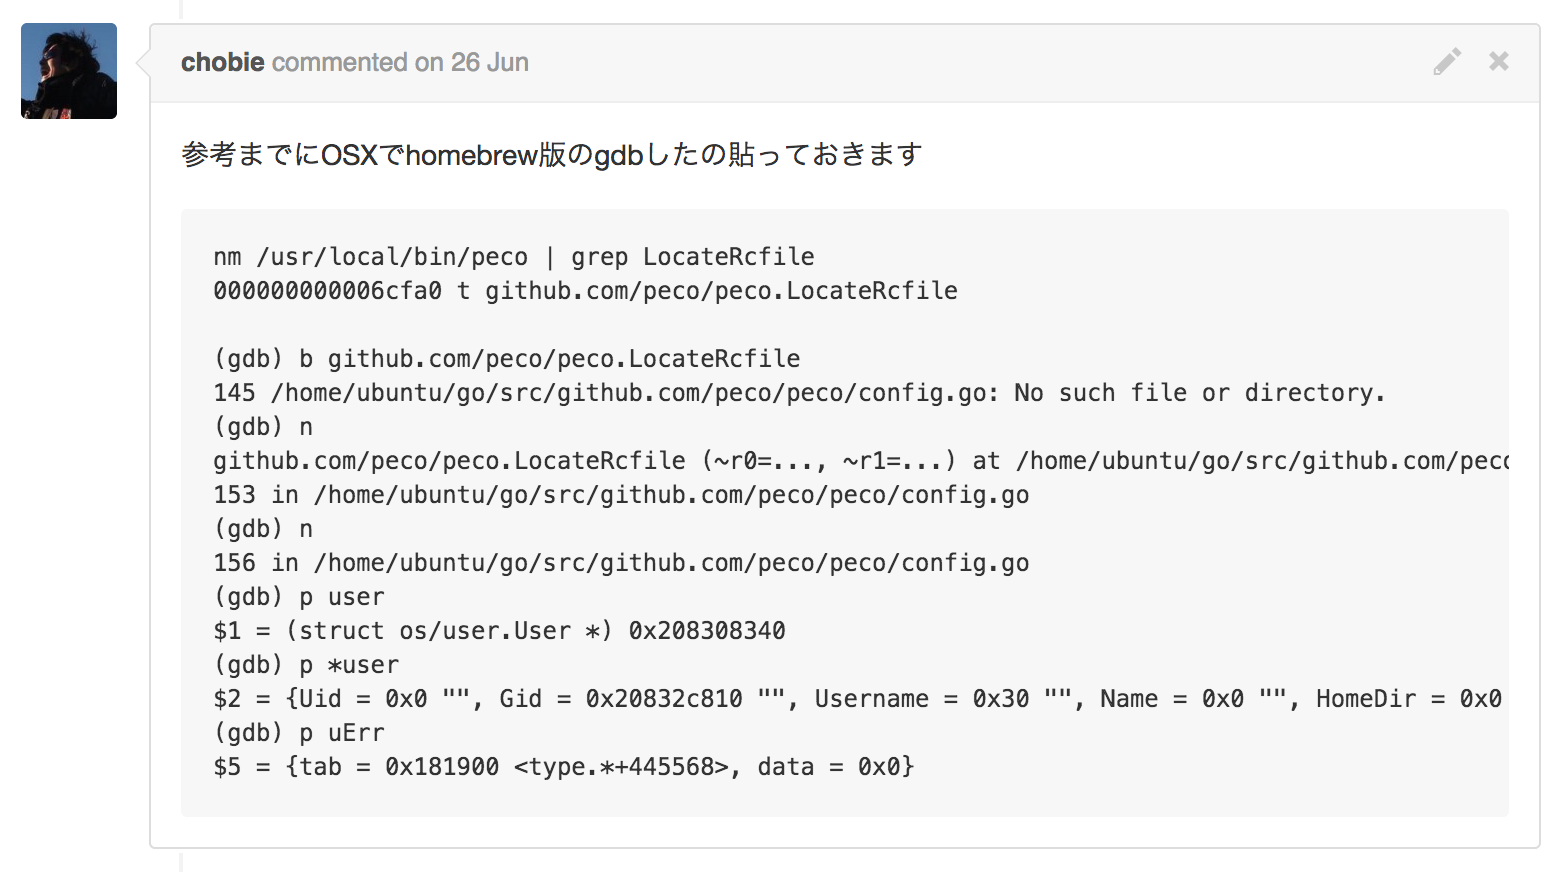 chobie commented on 26 Jun
参考までにOSXでhomebrew版のgdbしたの貼っておきます
nm /usr/local/bin/peco | grep LocateRcfile
000000000006cfa0 t github.com/peco/peco.LocateRcfile
(gdb) b github.com/peco/peco.LocateRcfile
145 /home/ubuntu/go/src/github.com/peco/peco/config.go: No such file or directory.
(gdb) n
github.com/peco/peco.LocateRcfile (~r0=..., ~r1=...) at /home/ubuntu/go/src/github.com/pec
153 in /home/ubuntu/go/src/github.com/peco/peco/config.go
(gdb) n
156 in /home/ubuntu/go/src/github.com/peco/peco/config.go
(gdb) p user
$1 = (struct os/user.User *) 0x208308340
(gdb) p *user
$2 = {Uid = 0x0 "", Gid = 0x20832c810 "", Username = 0x30 "", Name = 0x0 "", HomeDir = 0x0
(gdb) p uErr
$5 = {tab = 0x181900 <type.*+445568>, data = 0x0}